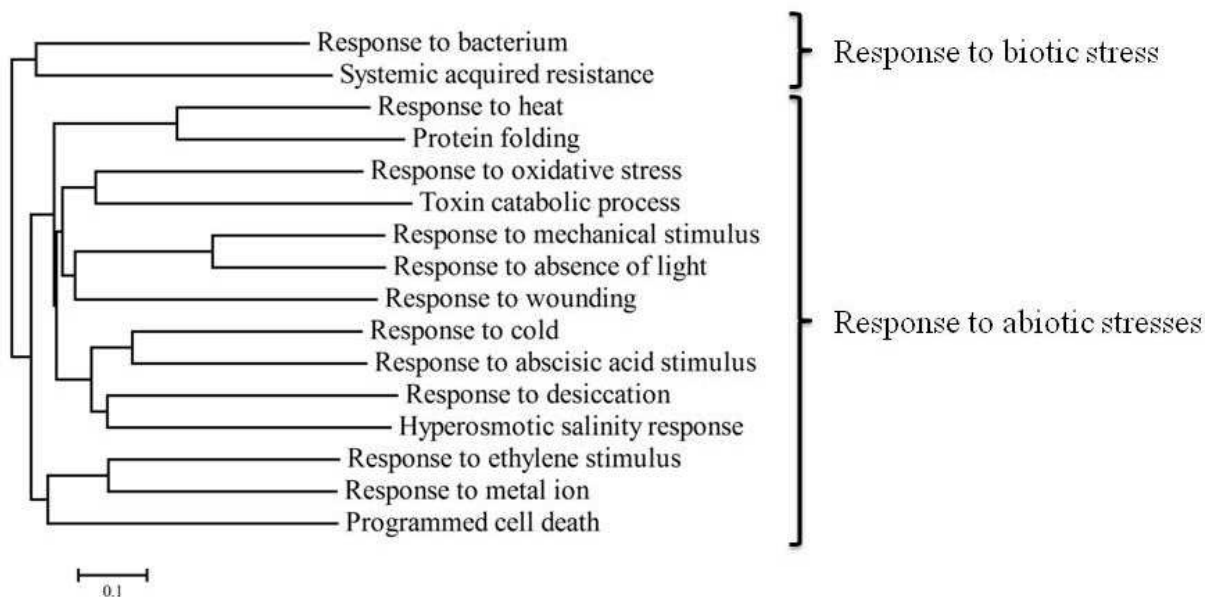 Response to bacterium
Systemic acquired resistance
Response to biotic stress
Response to heat
Protein folding
Response to oxidative stress
Toxin catabolic process
Response to mechanical stimulus
Response to absence of light
Response to wounding
Response to cold
Response to abscisic acid stimulus
Response to desiccation
Hyperosmotic salinity response
Response to ethylene stimulus
Response to metal ion
Programmed cell death
Response to abiotic stresses
0.1